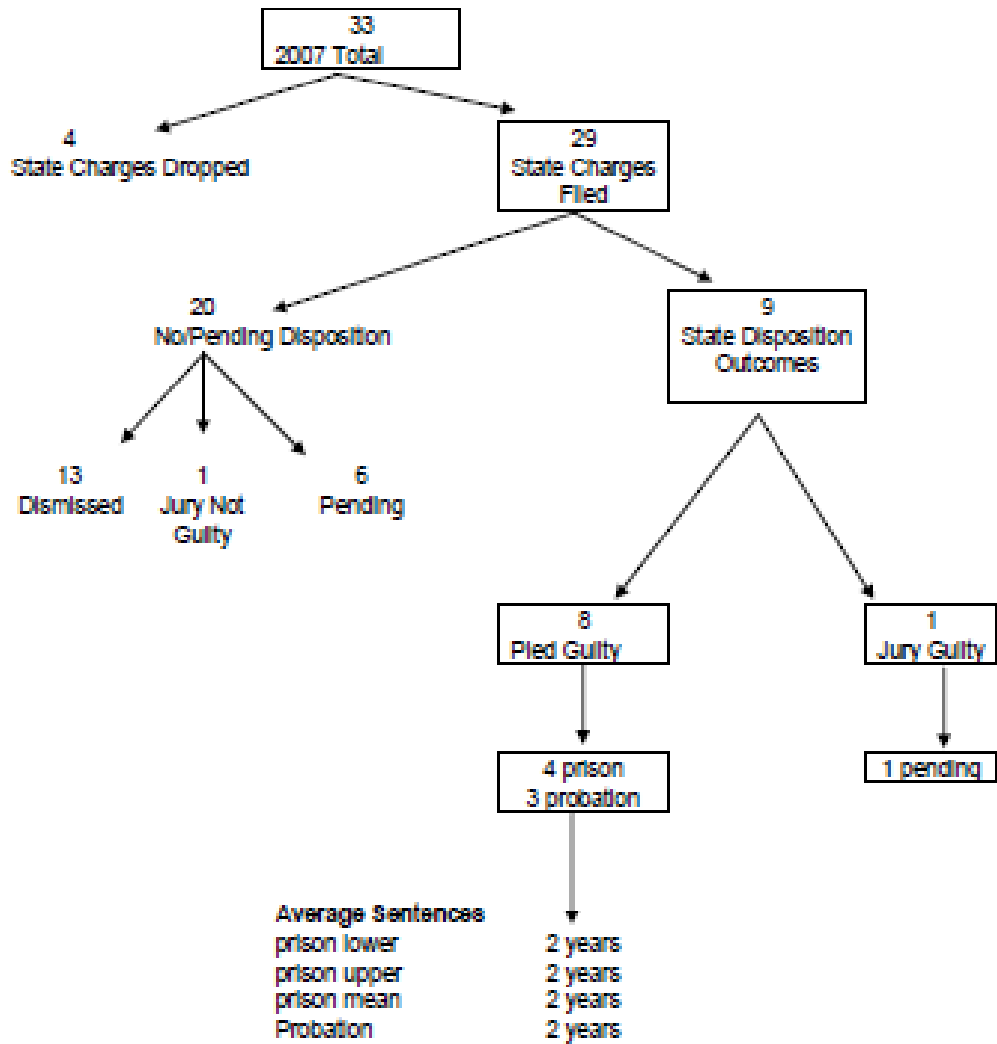 33
2007 Total
4
State Charges Dropped
29
State Charges
Filed
20
No/Pending Disposition
9
State Disposition
Outcomes
13
Dismissed
1
Jury Not
Guilty
6
Pending
8
Pled Guilty
1
Jury Guilty
4 prison
3 probation
1 pending
Average Sentences
prison lower 2 years
prison upper 2 years
prison mean 2 years
Probation 2 years